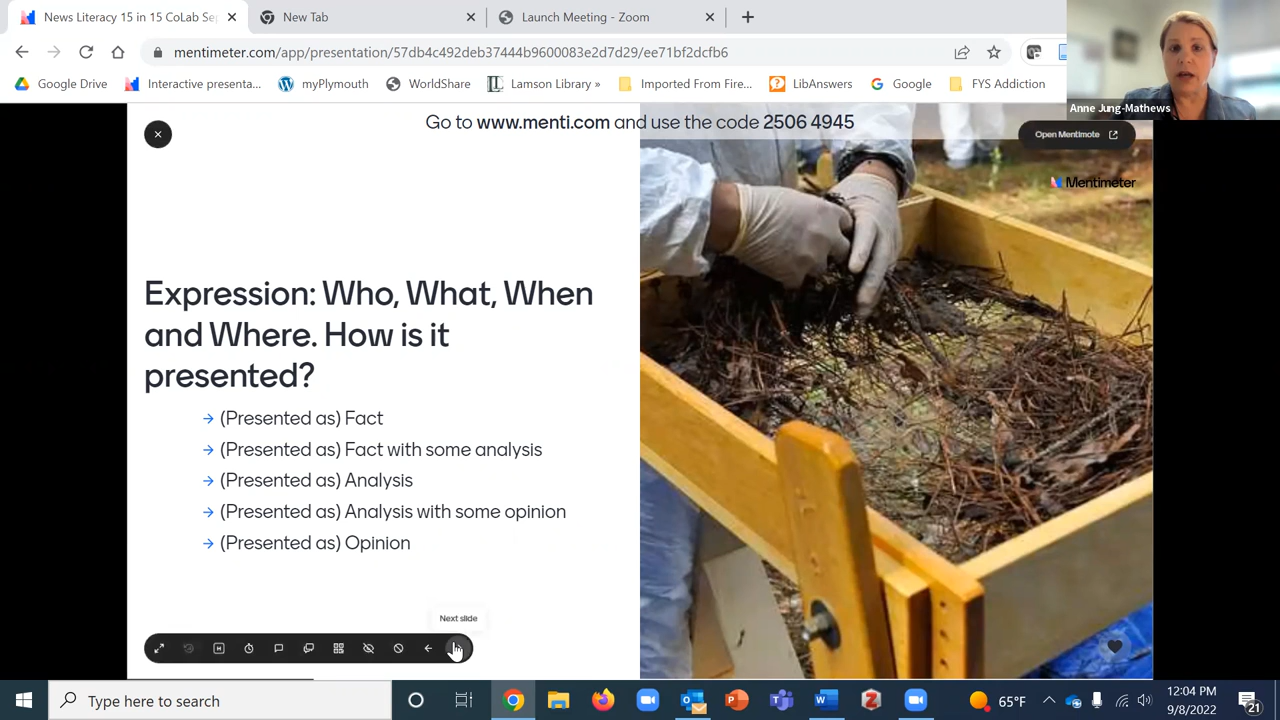 News Literacy 15 in 15 CoLab Se
New Tab
Launch Meeting - Zoom
mentimeter.com/app/presentation/57db4c492deb37444b9600083e2d7d29/ee71bf2dcfb6
Google Drive
Interactive presenta...
myPlymouth
WorldShare
Lamson Library »
Imported From Fire...
LibAnswers
Google
FYS Addiction
Anne Jung-Mathews
Go to www.menti.com and use the code 2506 4945
Open Mentimote
Mentimeter
Expression: Who, What, When
and Where. How is it
presented?
(Presented as) Fact
(Presented as) Fact with some analysis
(Presented as) Analysis
(Presented as) Analysis with some opinion
(Presented as) Opinion
Next slide
Type here to search
65°F
12:04 PM
9/8/2022
21